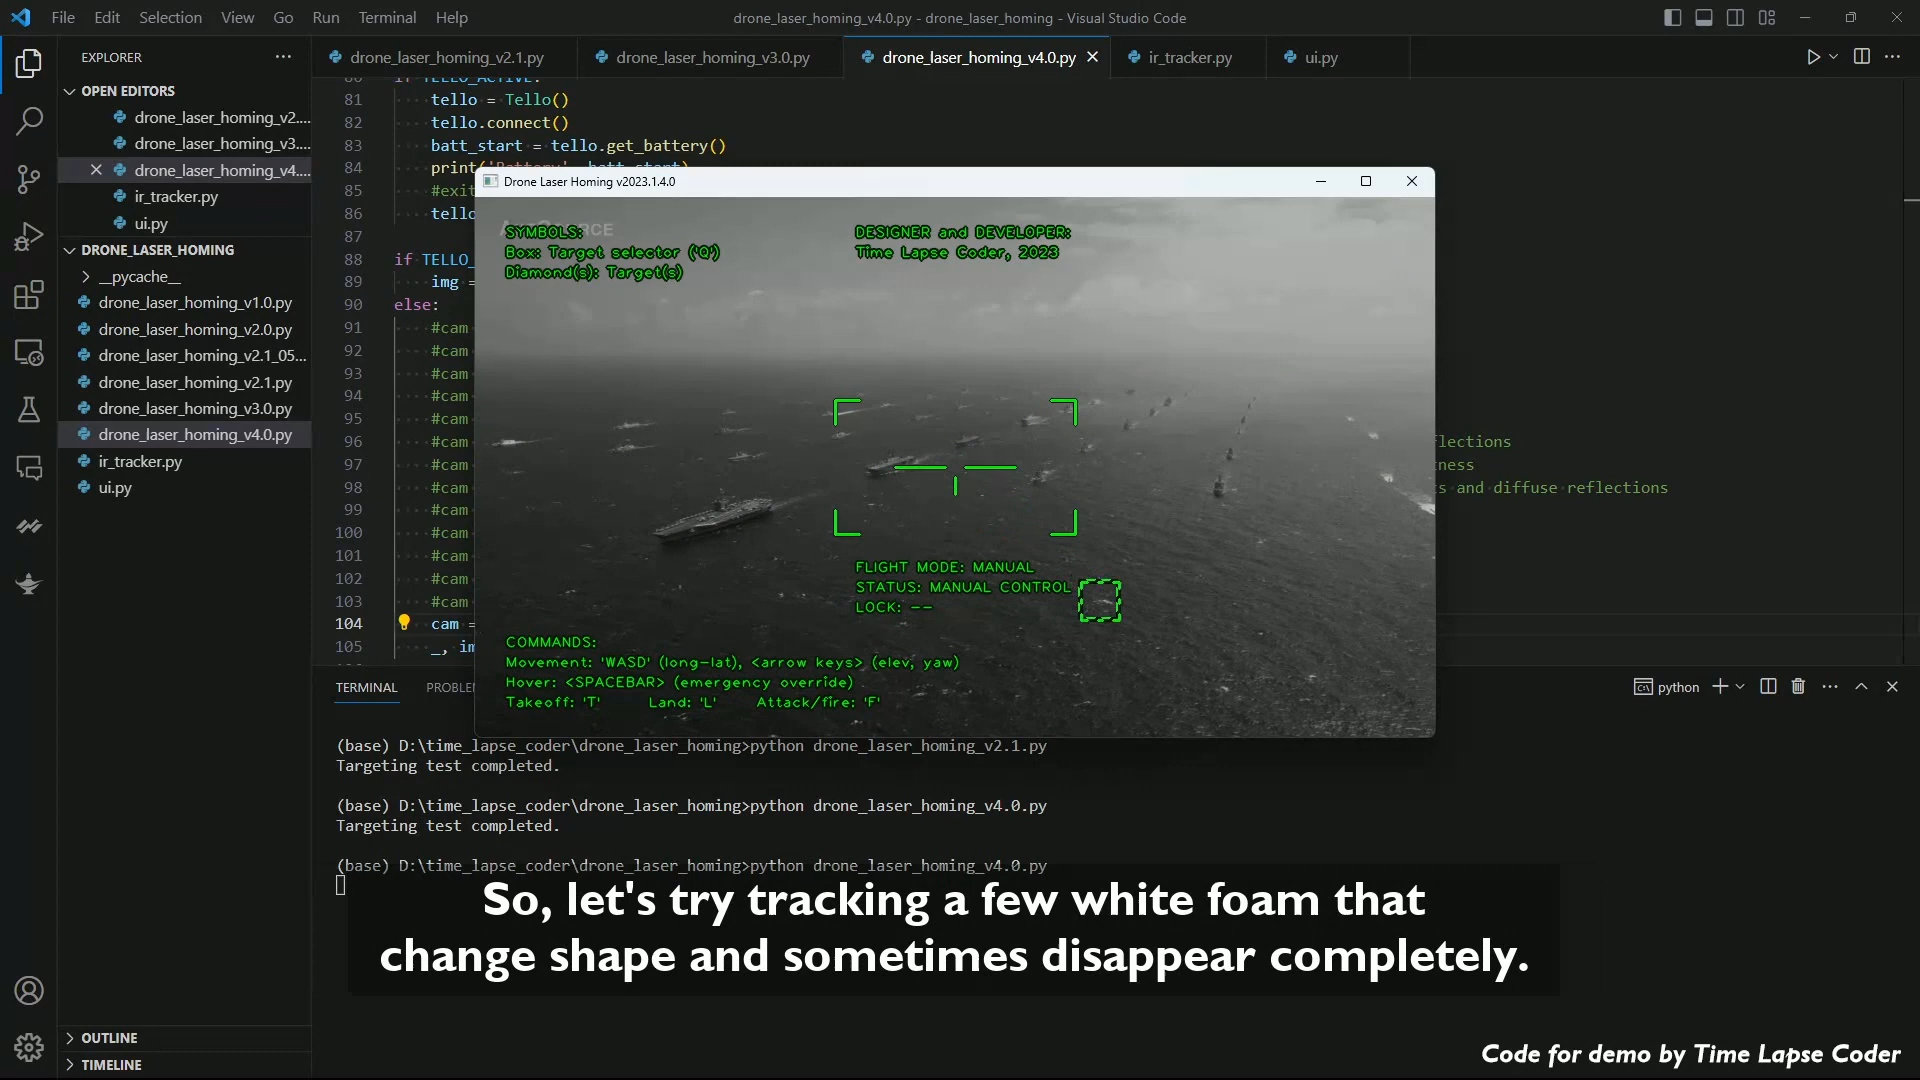 File Edit Selection View Go Run Terminal Help
drone_laser_homing_v4.0.py - drone_laser_homing - Visual Studio Code
EXPLORER
OPEN EDITORS
drone_laser_homing_v2....
drone_laser_homing_v3....
drone_laser_homing_v4....
ir_tracker.py
ui.py
DRONE_LASER_HOMING
__pycache__
drone_laser_homing_v1.0.py
drone_laser_homing_v2.0.py
drone_laser_homing_v2.1_05...
drone_laser_homing_v2.1.py
drone_laser_homing_v3.0.py
drone_laser_homing_v4.0.py
ir_tracker.py
ui.py
OUTLINE
TIMELINE
drone_laser_homing_v2.1.py
drone_laser_homing_v3.0.py
drone_laser_homing_v4.0.py
ir_tracker.py
ui.py
81 tello = Tello()
82 tello.connect()
83 batt_start = tello.get_battery()
84 print('Battery', batt_start)
85 #exit
86 tello
87
88 if TELLO_
89 img =
90 else:
91 #cam
92 #cam
93 #cam
94 #cam
95 #cam
96 #cam flections
97 #cam tness
98 #cam s and diffuse reflections
99 #cam
100 #cam
101 #cam
102 #cam
103 #cam
104 cam =
105 _, im
Drone Laser Homing v2023.1.4.0
SYMBOLS:
Box: Target selector ('Q')
Diamond(s): Target(s)
DESIGNER and DEVELOPER:
Time Lapse Coder, 2023
FLIGHT MODE: MANUAL
STATUS: MANUAL CONTROL
LOCK: --
COMMANDS:
Movement: 'WASD' (long-lat), <arrow keys> (elev, yaw)
Hover: <SPACEBAR> (emergency override)
Takeoff: 'T' Land: 'L' Attack/fire: 'F'
TERMINAL PROBLEM
python
(base) D:\time_lapse_coder\drone_laser_homing>python drone_laser_homing_v2.1.py
Targeting test completed.
(base) D:\time_lapse_coder\drone_laser_homing>python drone_laser_homing_v4.0.py
Targeting test completed.
(base) D:\time_lapse_coder\drone_laser_homing>python drone_laser_homing_v4.0.py
So, let's try tracking a few white foam that
change shape and sometimes disappear completely.
Code for demo by Time Lapse Coder